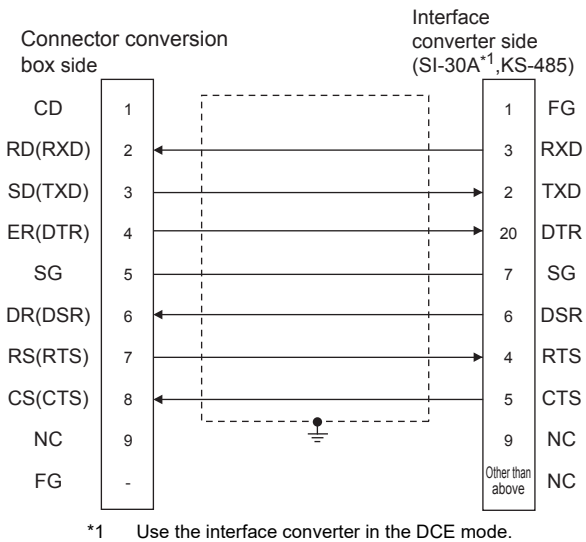 Connector conversion
box side
Interface
converter side
(SI-30A*1,KS-485)
CD 1 1 FG
RD(RXD) 2 3 RXD
SD(TXD) 3 2 TXD
ER(DTR) 4 20 DTR
SG 5 7 SG
DR(DSR) 6 6 DSR
RS(RTS) 7 4 RTS
CS(CTS) 8 5 CTS
NC 9 9 NC
FG - Other than above NC
*1 Use the interface converter in the DCE mode.